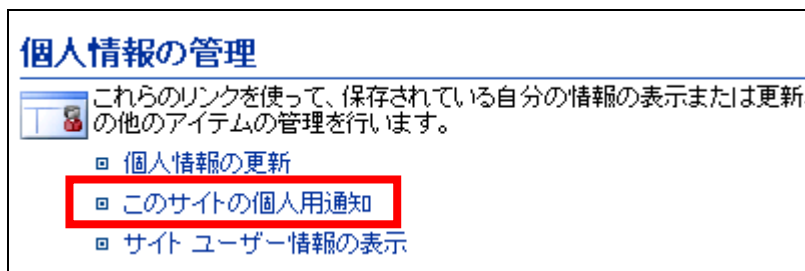 個人情報の管理
これらのリンクを使って、保存されている自分の情報の表示または更新
の他のアイテムの管理を行います。
個人情報の更新
このサイトの個人用通知
サイト ユーザー情報の表示